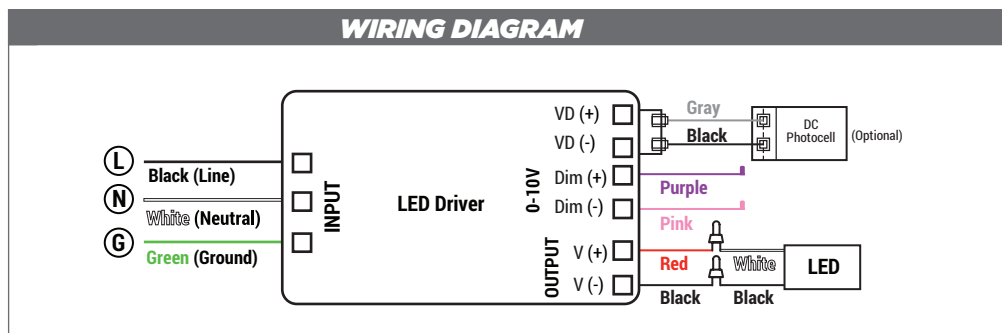 WIRING DIAGRAM
L
Black (Line)
N
White (Neutral)
G
Green (Ground)
INPUT
LED Driver
VD (+)
VD (-)
Gray
Black
DC
Photocell
(Optional)
0-10V
Dim (+)
Dim (-)
Purple
Pink
OUTPUT
V (+)
V (-)
Red
White
Black
Black
LED